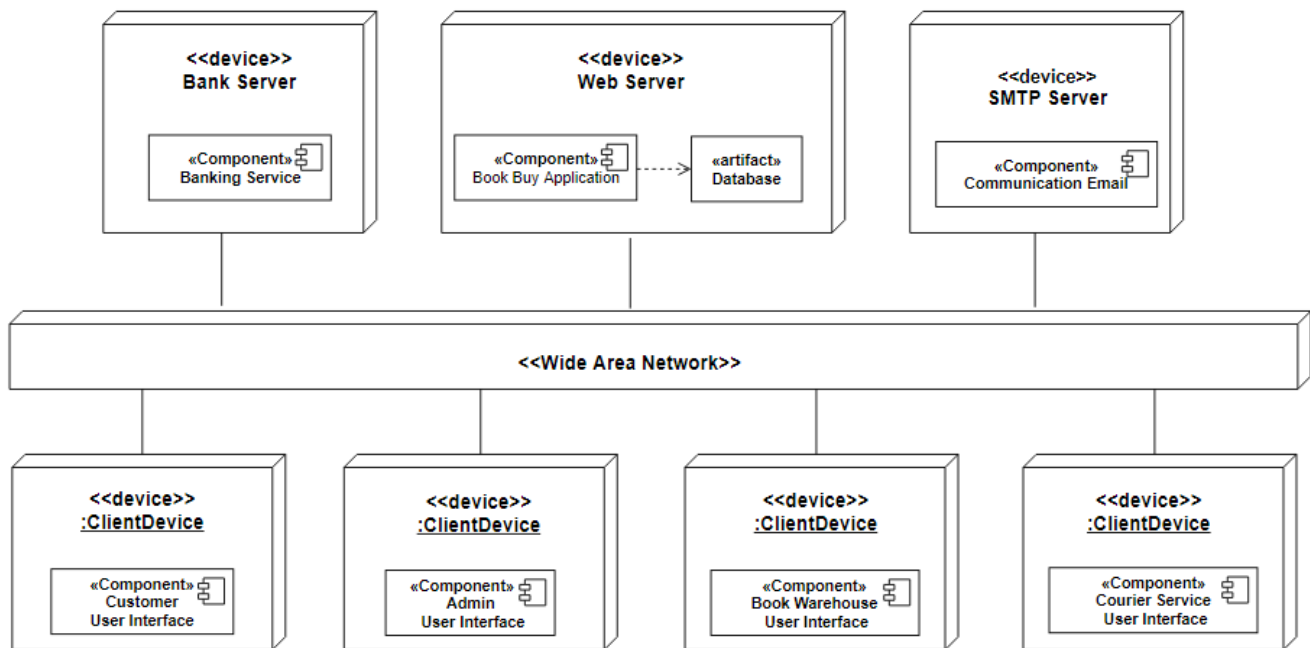 <<device>>
Bank Server
«Component»
Banking Service
<<device>>
Web Server
«Component»
Book Buy Application
«artifact»
Database
<<device>>
SMTP Server
«Component»
Communication Email
<<Wide Area Network>>
<<device>>
:ClientDevice
«Component»
Customer
User Interface
<<device>>
:ClientDevice
«Component»
Admin
User Interface
<<device>>
:ClientDevice
«Component»
Book Warehouse
User Interface
<<device>>
:ClientDevice
«Component»
Courier Service
User Interface